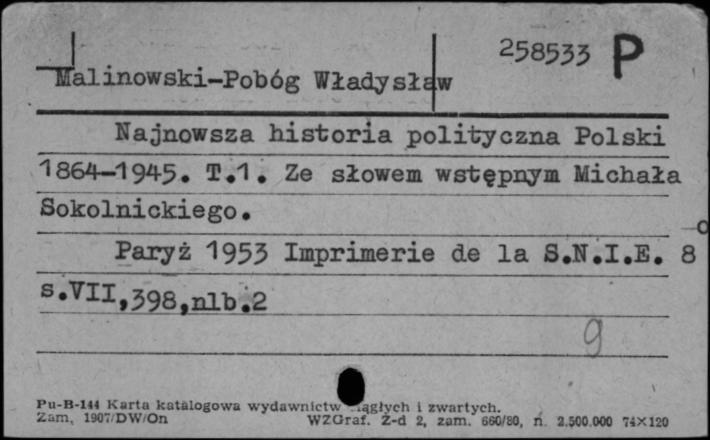 258533 P
Malinowski-Pobóg Władysław
Najnowsza historia polityczna Polski
1864-1945. T.1. Ze słowem wstępnym Michała
Sokolnickiego.
Paryż 1953 Imprimerie de la S.N.I.E. 8o
s.VII,398,nlb.2
9
Pu-B-144 Karta katalogowa wydawnictw ciągłych i zwartych.
Zam, 1907/DW/On WZGraf. Z-d 2, zam. 660/80, n. 2.500.000 74×120